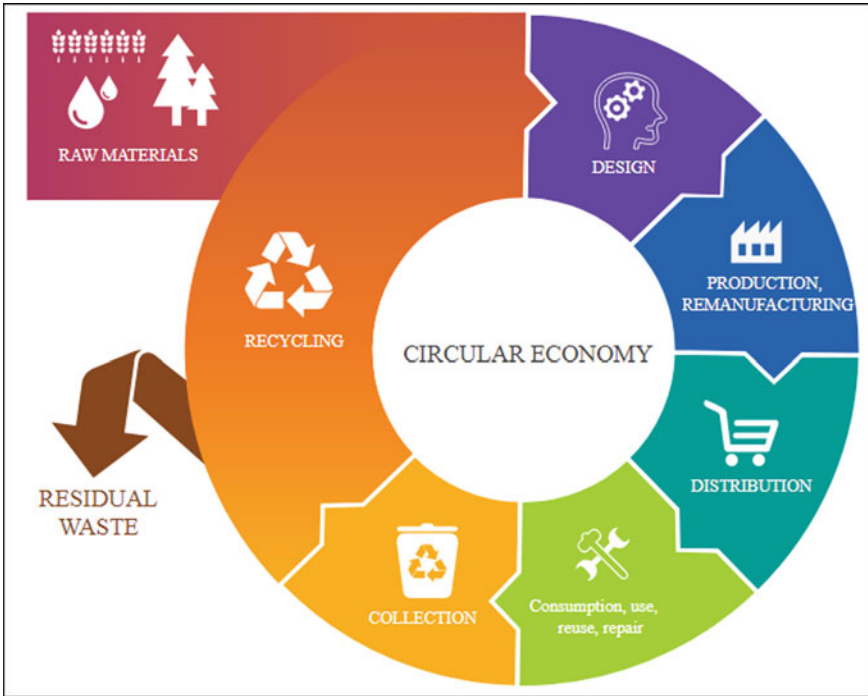 RAW MATERIALS
DESIGN
PRODUCTION,
REMANUFACTURING
RECYCLING
CIRCULAR ECONOMY
DISTRIBUTION
RESIDUAL
WASTE
COLLECTION
Consumption, use,
reuse, repair